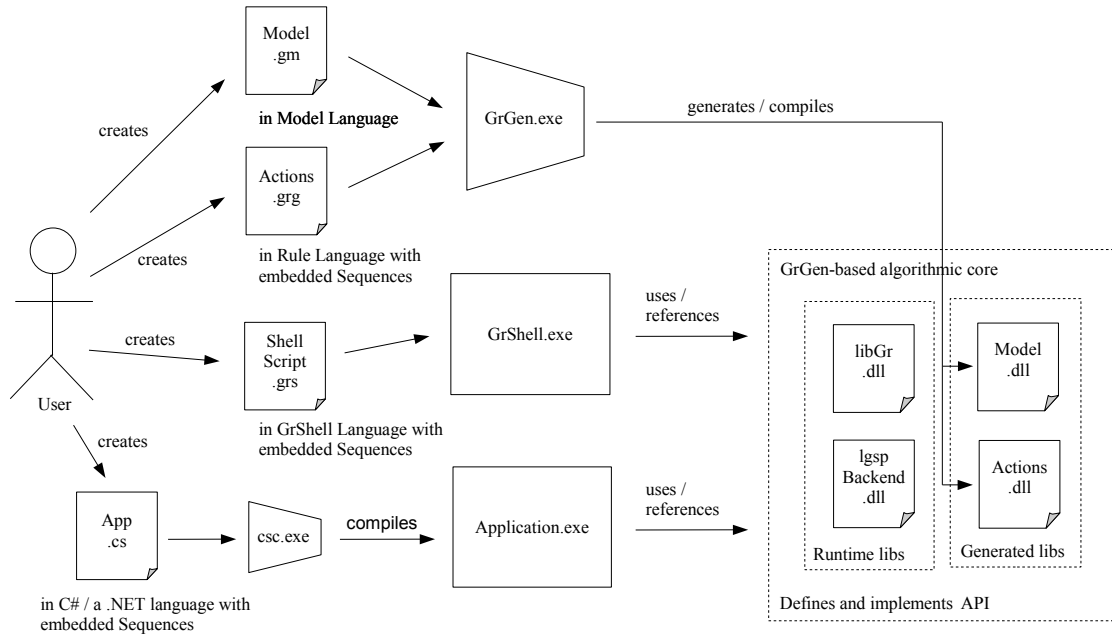 Model
.gm
in Model Language
creates
GrGen.exe
generates / compiles
Actions
.grg
creates
in Rule Language with
embedded Sequences
GrGen-based algorithmic core
creates
Shell
Script
.grs
GrShell.exe
uses /
references
libGr
.dll
Model
.dll
User
in GrShell Language with
embedded Sequences
creates
lgsp
Backend
.dll
Actions
.dll
App
.cs
csc.exe
compiles
Application.exe
uses /
references
Runtime libs
Generated libs
in C# / a .NET language with
embedded Sequences
Defines and implements API